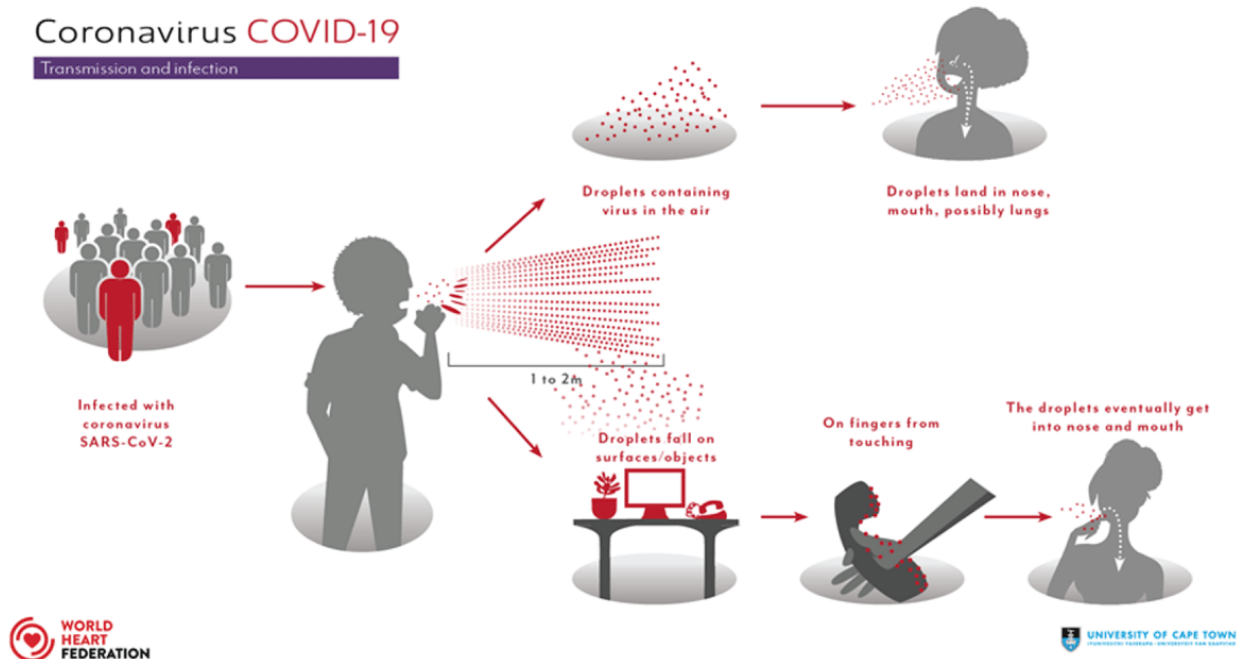 Coronavirus COVID-19
Transmission and infection
Droplets containing
virus in the air
Droplets land in nose,
mouth, possibly lungs
Infected with
coronavirus
SARS-CoV-2
1 to 2m
Droplets fall on
surfaces/objects
On fingers from
touching
The droplets eventually get
into nose and mouth
WORLD
HEART
FEDERATION
UNIVERSITY OF CAPE TOWN